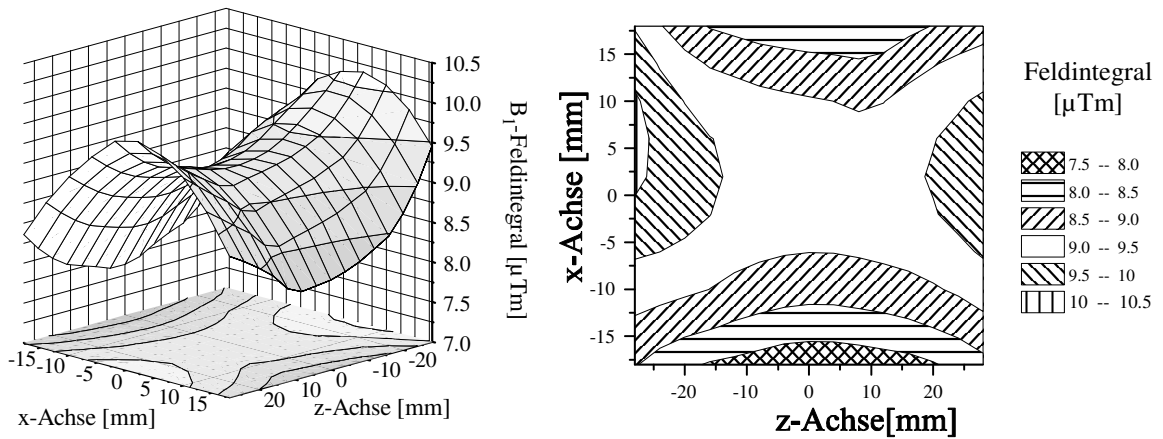 10.5
10.0
9.5
9.0
8.5
8.0
7.5
7.0
B1-Feldintegral [µTm]
-15
-10
-5
0
5
10
15
x-Achse [mm]
20
10
0
-10
-20
z-Achse [mm]
15
10
5
0
-5
-10
-15
x-Achse [mm]
-20
-10
0
10
20
z-Achse[mm]
Feldintegral
[µTm]
7.5 -- 8.0
8.0 -- 8.5
8.5 -- 9.0
9.0 -- 9.5
9.5 -- 10
10 -- 10.5